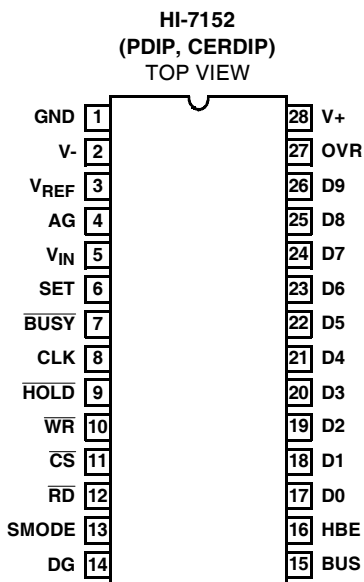 HI-7152
(PDIP, CERDIP)
TOP VIEW
GND 1 28 V+
V- 2 27 OVR
VREF 3 26 D9
AG 4 25 D8
VIN 5 24 D7
SET 6 23 D6
BUSY 7 22 D5
CLK 8 21 D4
HOLD 9 20 D3
WR 10 19 D2
CS 11 18 D1
RD 12 17 D0
SMODE 13 16 HBE
DG 14 15 BUS